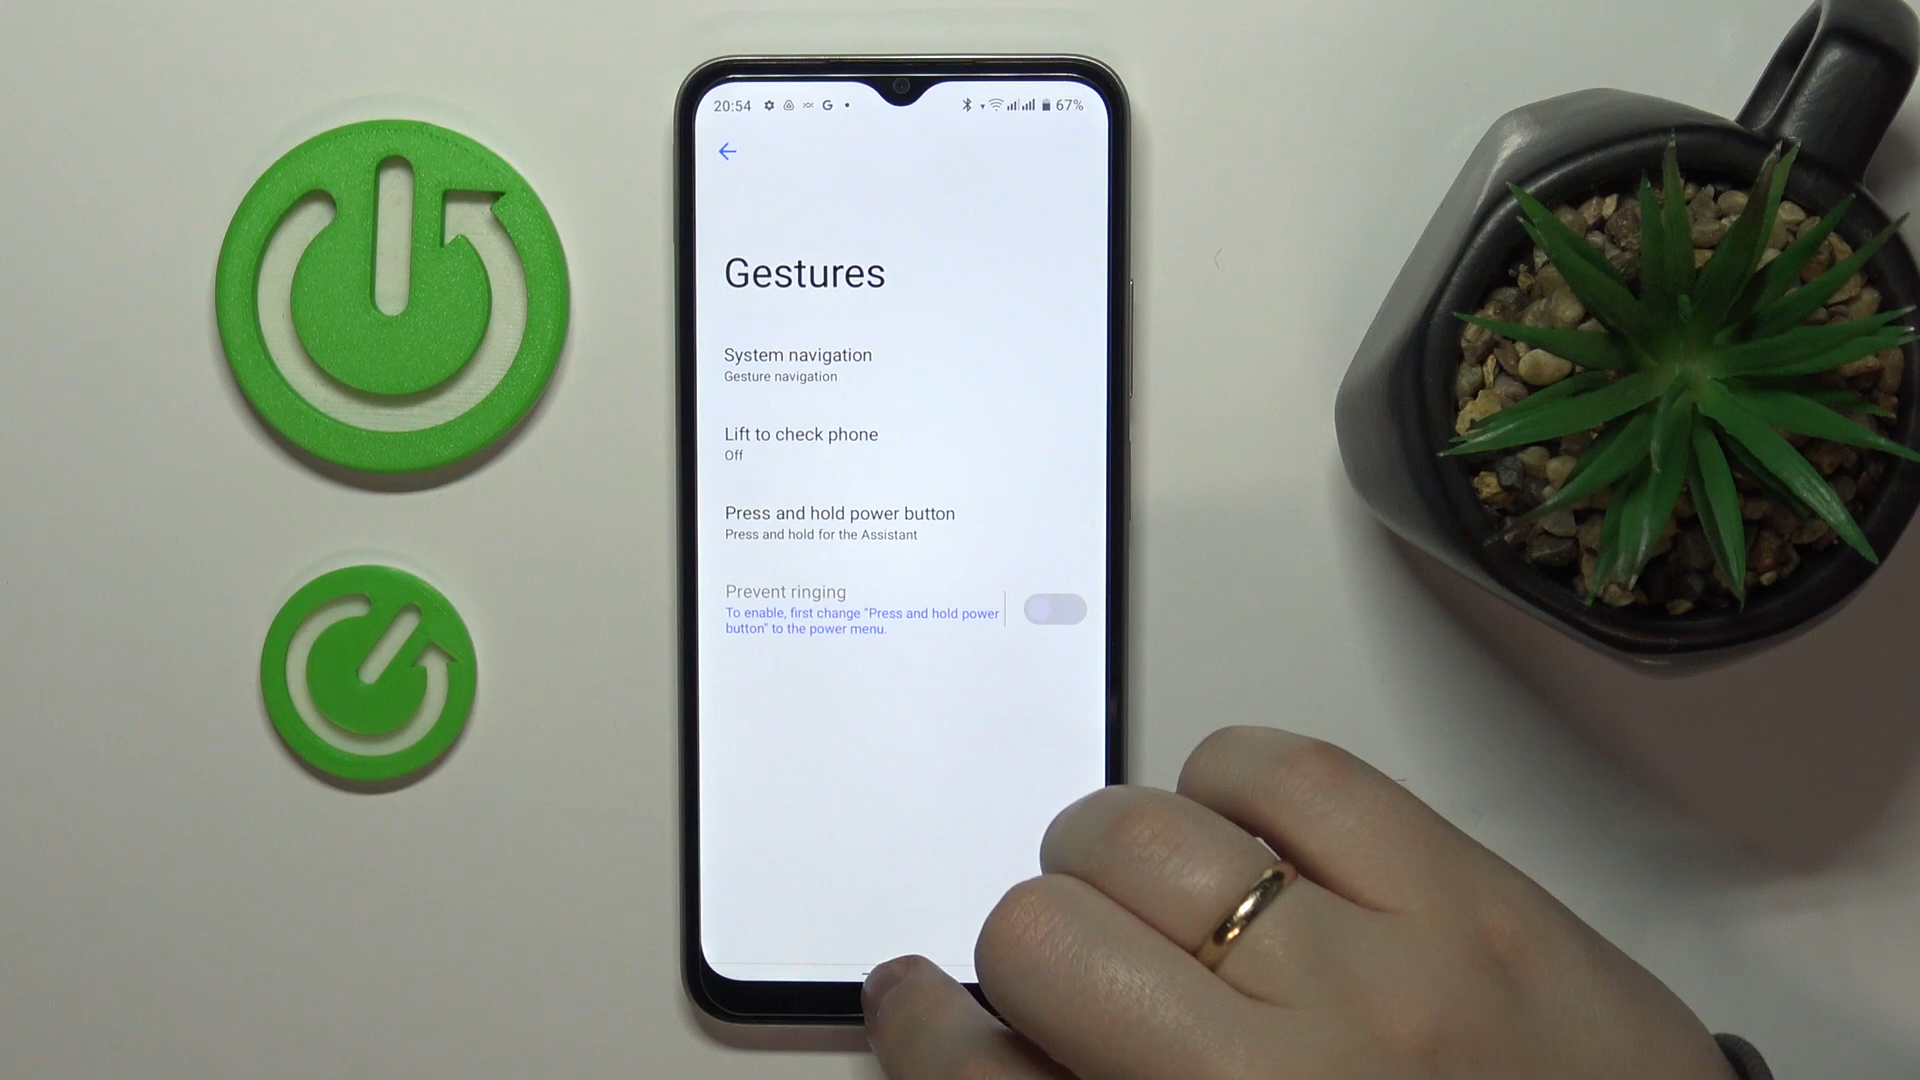 20:54 G 67%
Gestures
System navigation
Gesture navigation
Lift to check phone
Off
Press and hold power button
Press and hold for the Assistant
Prevent ringing
To enable, first change "Press and hold power
button" to the power menu.